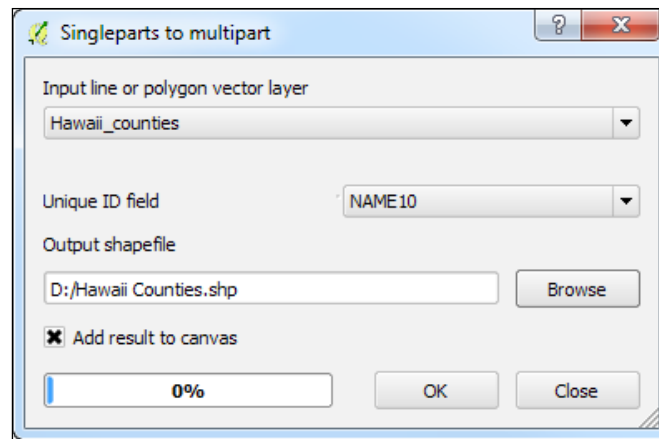 Singleparts to multipart
?
Input line or polygon vector layer
Hawaii_counties
Unique ID field
NAME10
Output shapefile
D:/Hawaii Counties.shp
Browse
Add result to canvas
0%
OK
Close